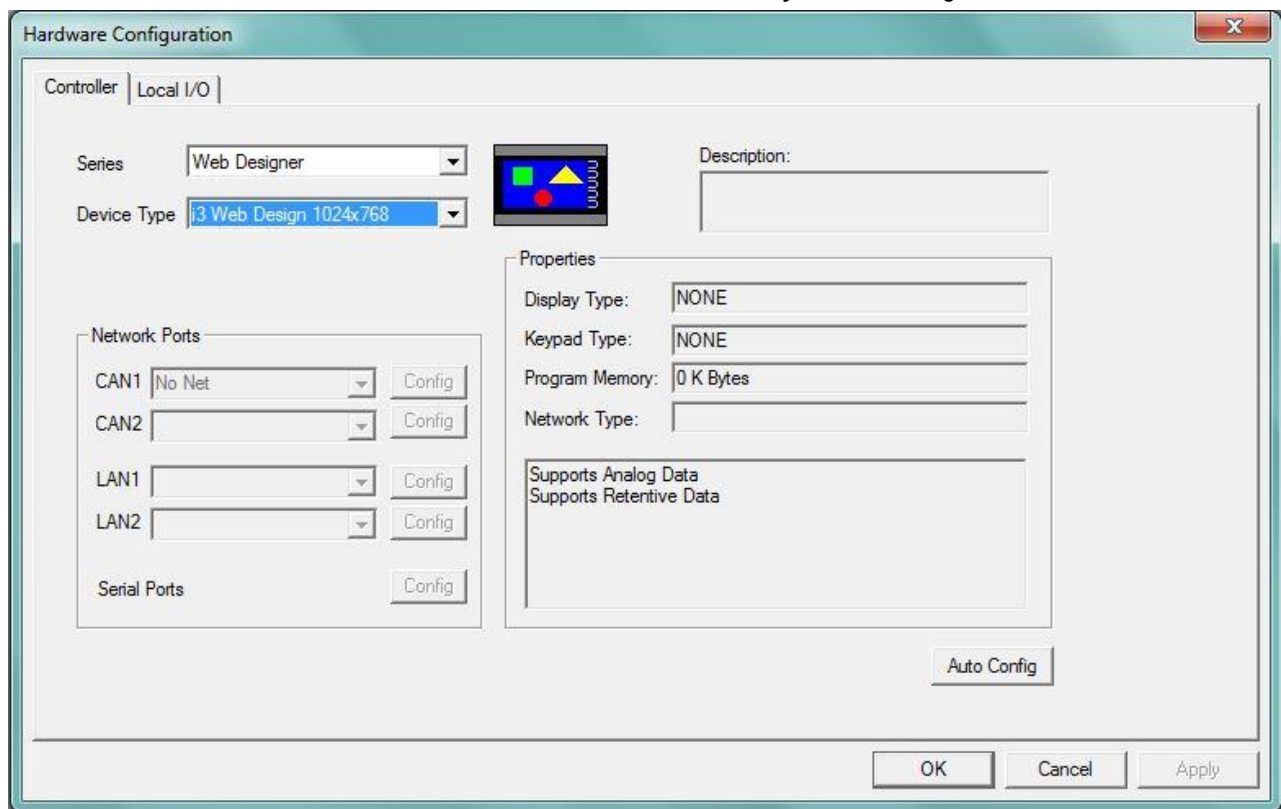 Hardware Configuration
Controller
Local I/O
Series
Web Designer
Description:
Device Type
i3 Web Design 1024x768
Properties
Display Type:
NONE
Network Ports
Keypad Type:
NONE
CAN1
No Net
Config
Program Memory:
0 K Bytes
CAN2
Config
Network Type:
LAN1
Config
Supports Analog Data
Supports Retentive Data
LAN2
Config
Serial Ports
Config
Auto Config
OK
Cancel
Apply